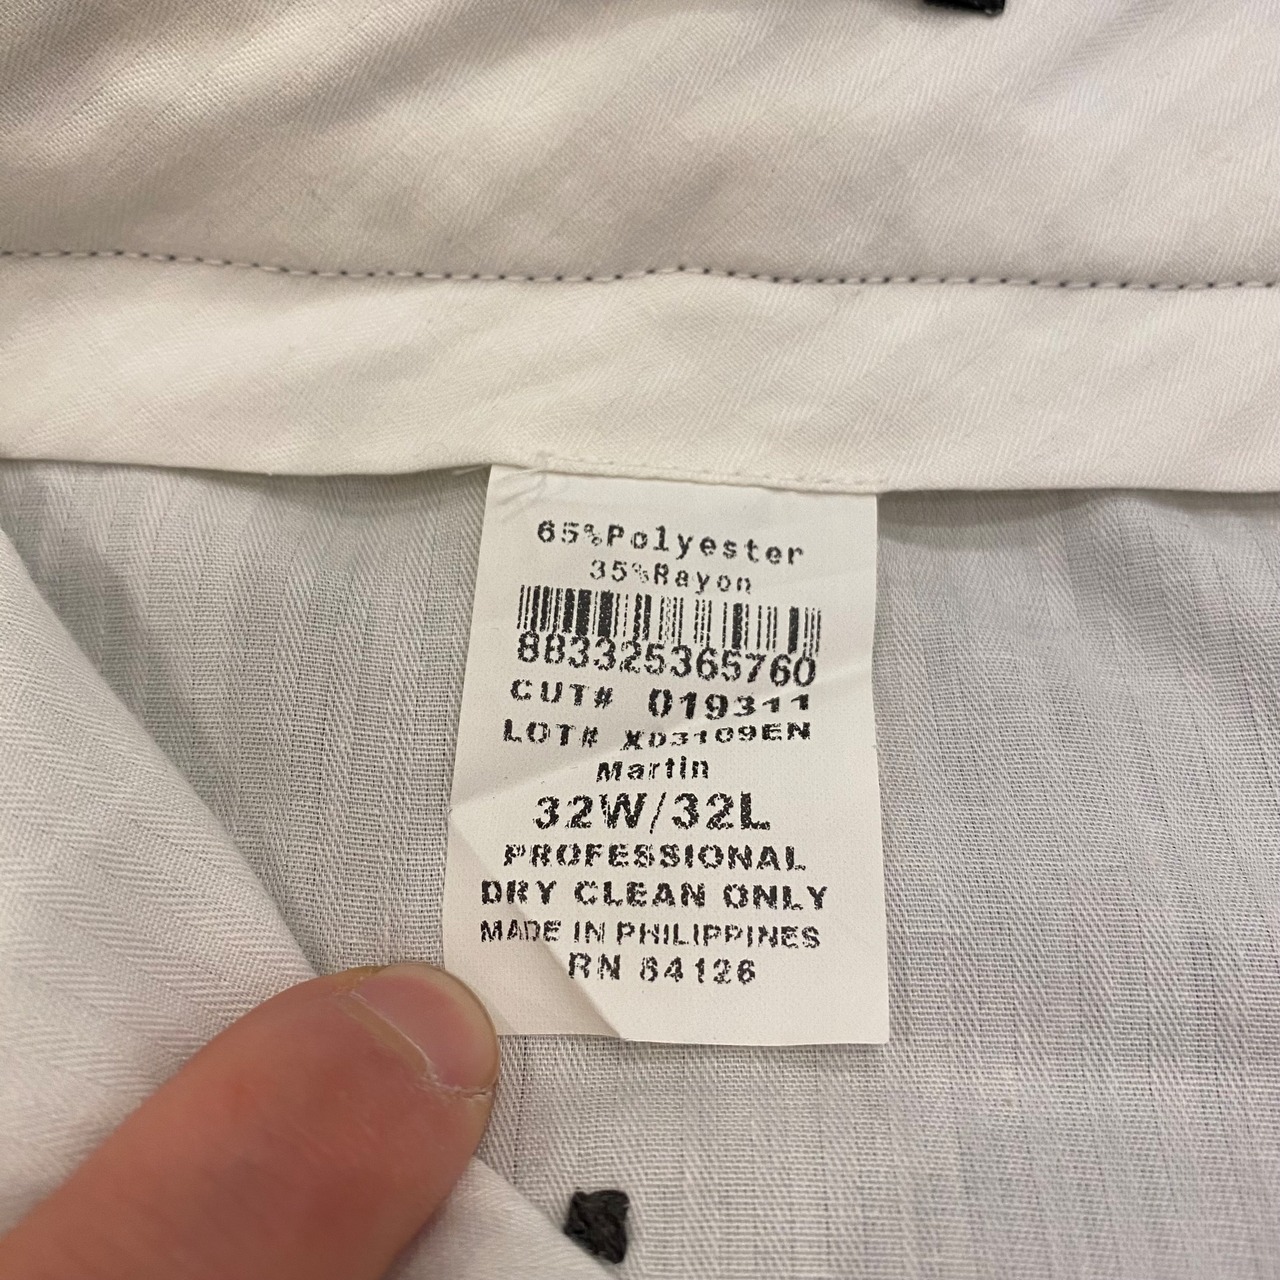 65%Polyester
35%Rayon
883325365760
CUT# 019311
LOT# X03109EN
Martin
32W/32L
PROFESSIONAL
DRY CLEAN ONLY
MADE IN PHILIPPINES
RN 84126